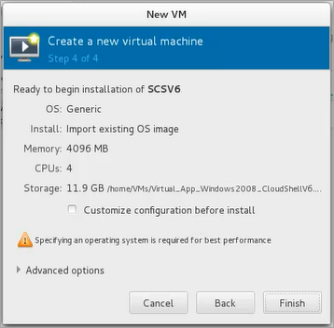 New VM
Create a new virtual machine
Step 4 of 4
Ready to begin installation of SCSV6
OS: Generic
Install: Import existing OS image
Memory: 4096 MB
CPUs: 4
Storage: 11.9 GB /home/VMs/Virtual_App_Windows2008_CloudShellV6...
Customize configuration before install
Specifying an operating system is required for best performance
Advanced options
Cancel Back Finish